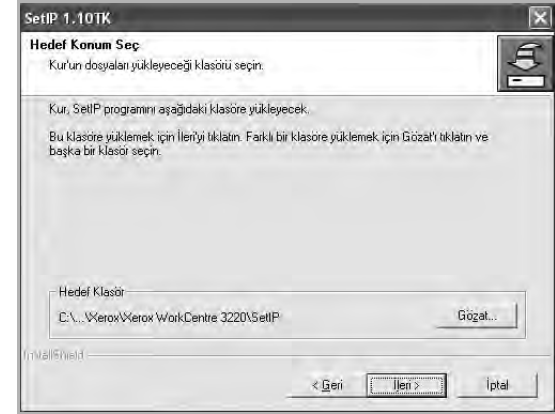 SetIP 1.10TK
Hedef Konum Seç
Kur'un dosyaları yükleyeceği klasörü seçin.
Kur, SetIP programını aşağıdaki klasöre yükleyecek.
Bu klasöre yüklemek için İleri'yi tıklatın. Farklı bir klasöre yüklemek için Gözat'ı tıklatın ve
başka bir klasör seçin.
Hedef Klasör
C:\...\Xerox\Xerox WorkCentre 3220\SetIP
Gözat...
InstallShield
< Geri
İleri >
İptal